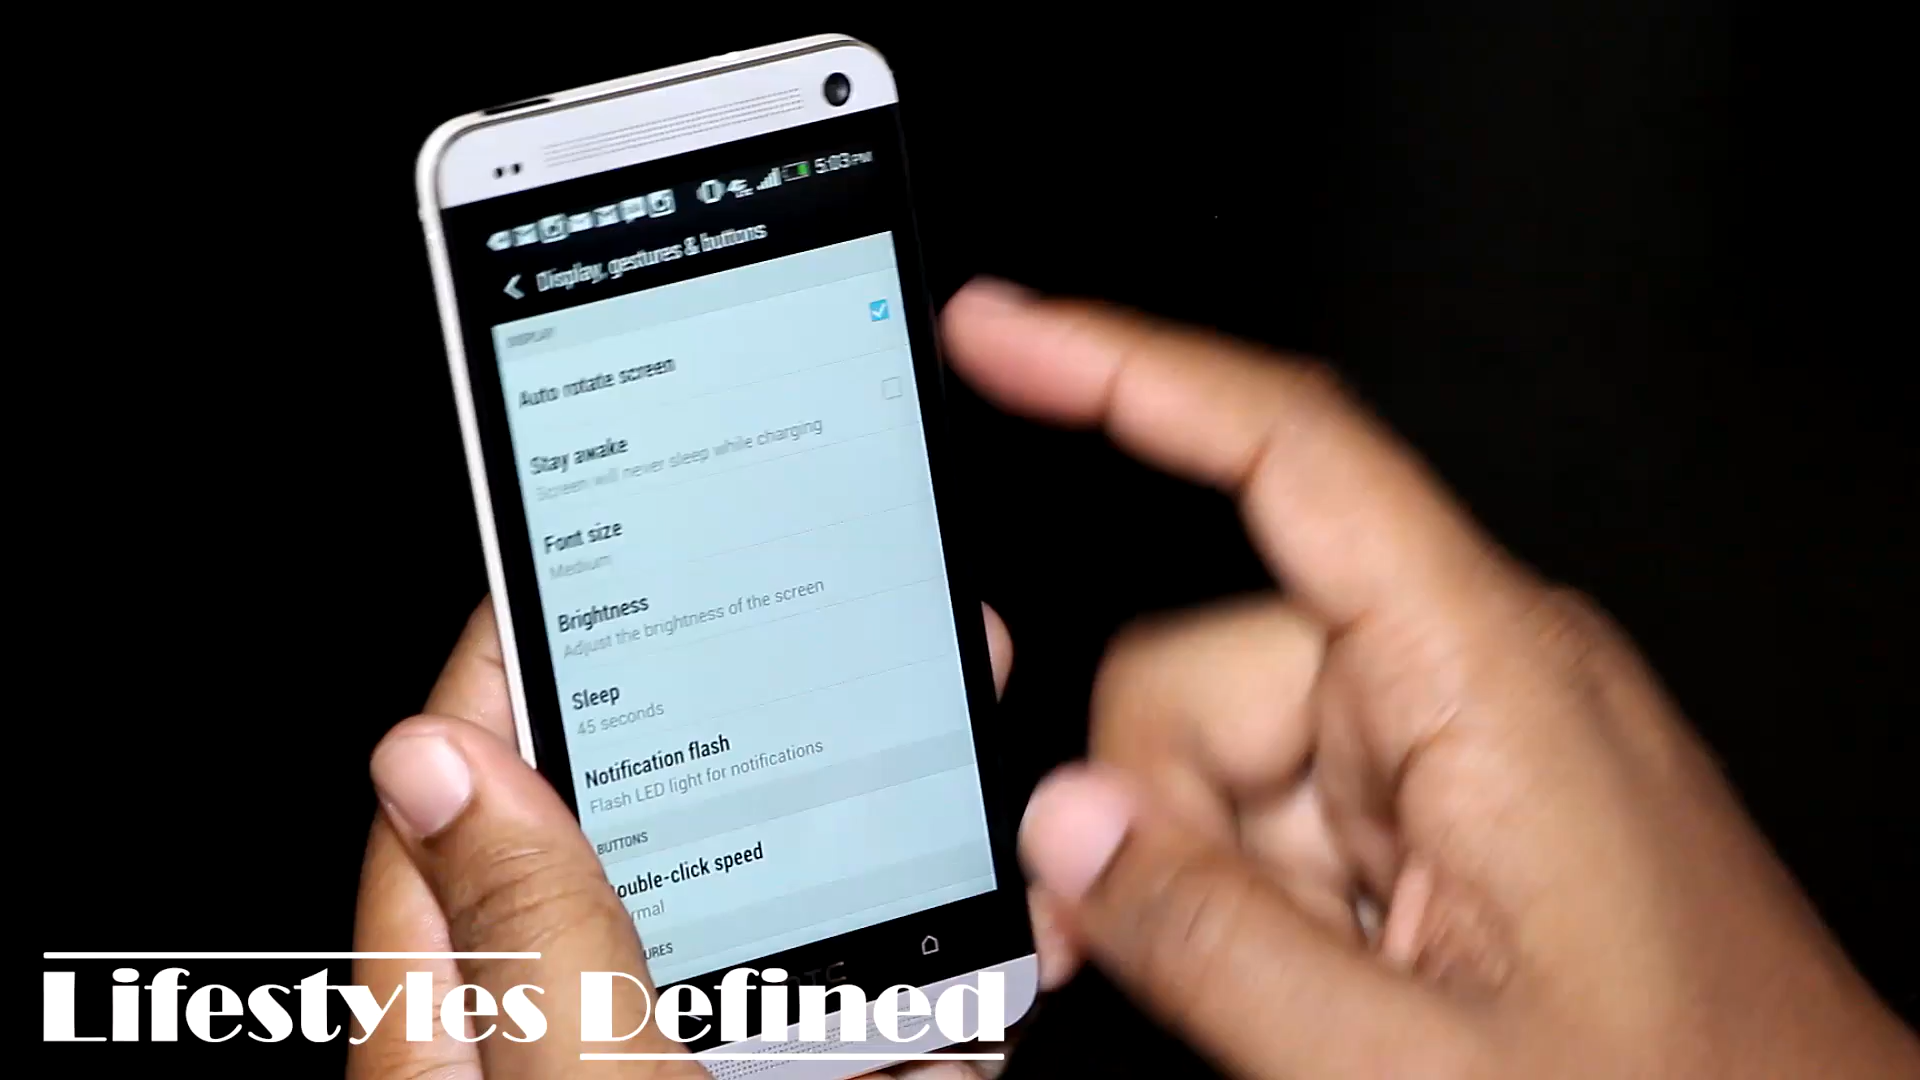 5:03 PM
Display, gestures & buttons
DISPLAY
Auto rotate screen
Stay awake
Screen will never sleep while charging
Font size
Medium
Brightness
Adjust the brightness of the screen
Sleep
45 seconds
Notification flash
Flash LED light for notifications
BUTTONS
ouble-click speed
rmal
URES
Lifestyles Defined